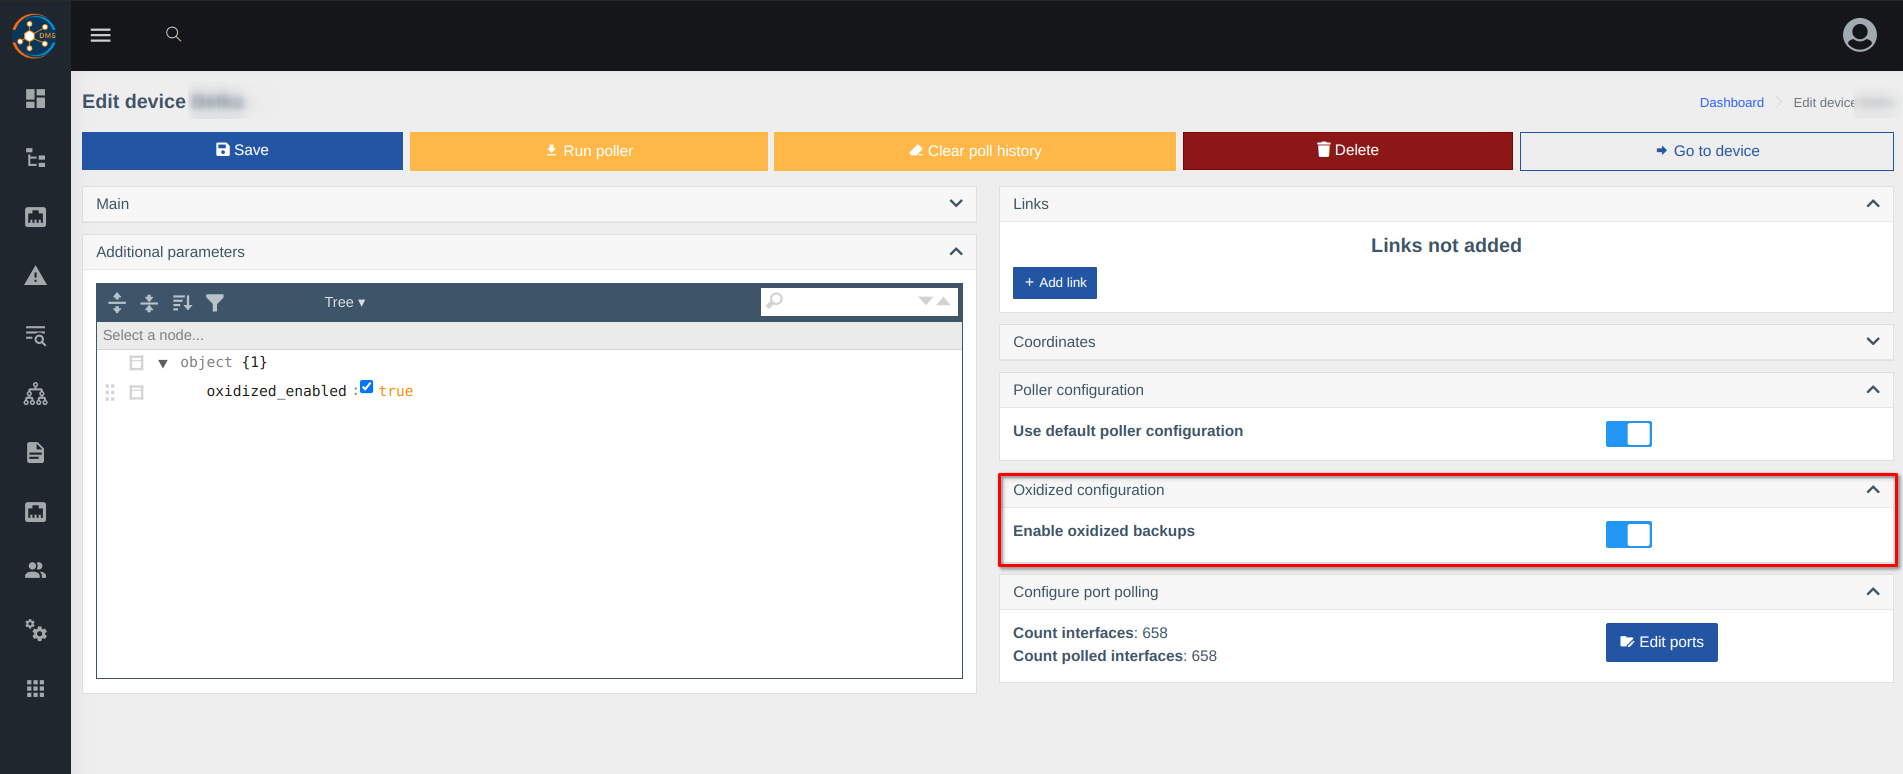 DMS
Edit device
Dashboard
Edit device
Save
Run poller
Clear poll history
Delete
Go to device
Main
Additional parameters
Tree ▾
Select a node...
object {1}
oxidized_enabled : true
Links
Links not added
+ Add link
Coordinates
Poller configuration
Use default poller configuration
Oxidized configuration
Enable oxidized backups
Configure port polling
Count interfaces: 658
Count polled interfaces: 658
Edit ports